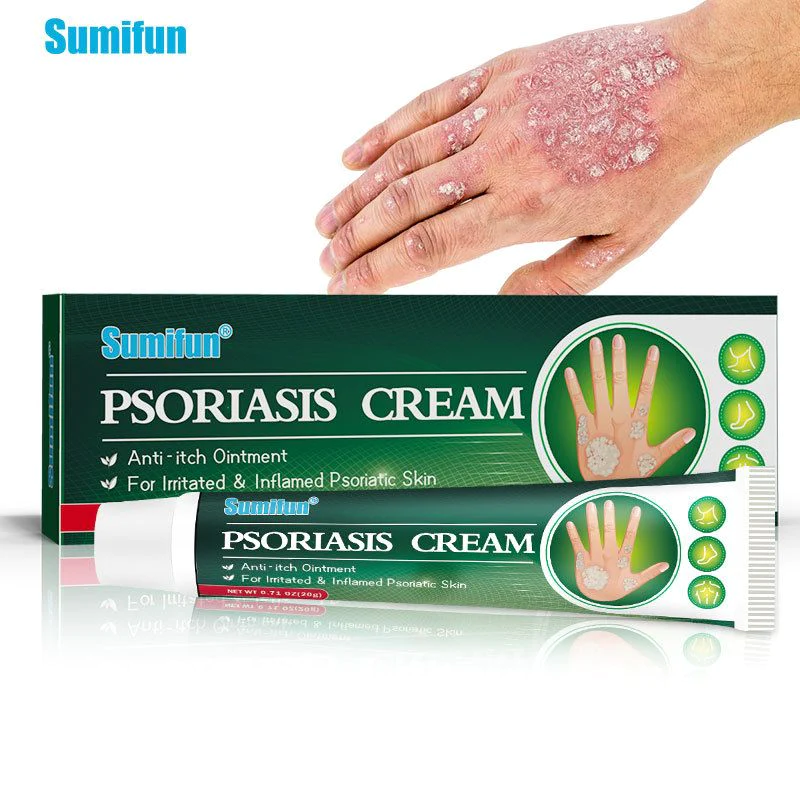 Sumifun
Sumifun®
PSORIASIS CREAM
Anti-itch Ointment
For Irritated & Inflamed Psoriatic Skin
Sumifun®
PSORIASIS CREAM
Anti-itch Ointment
For Irritated & Inflamed Psoriatic Skin
NET WT 0.71 OZ(20g)